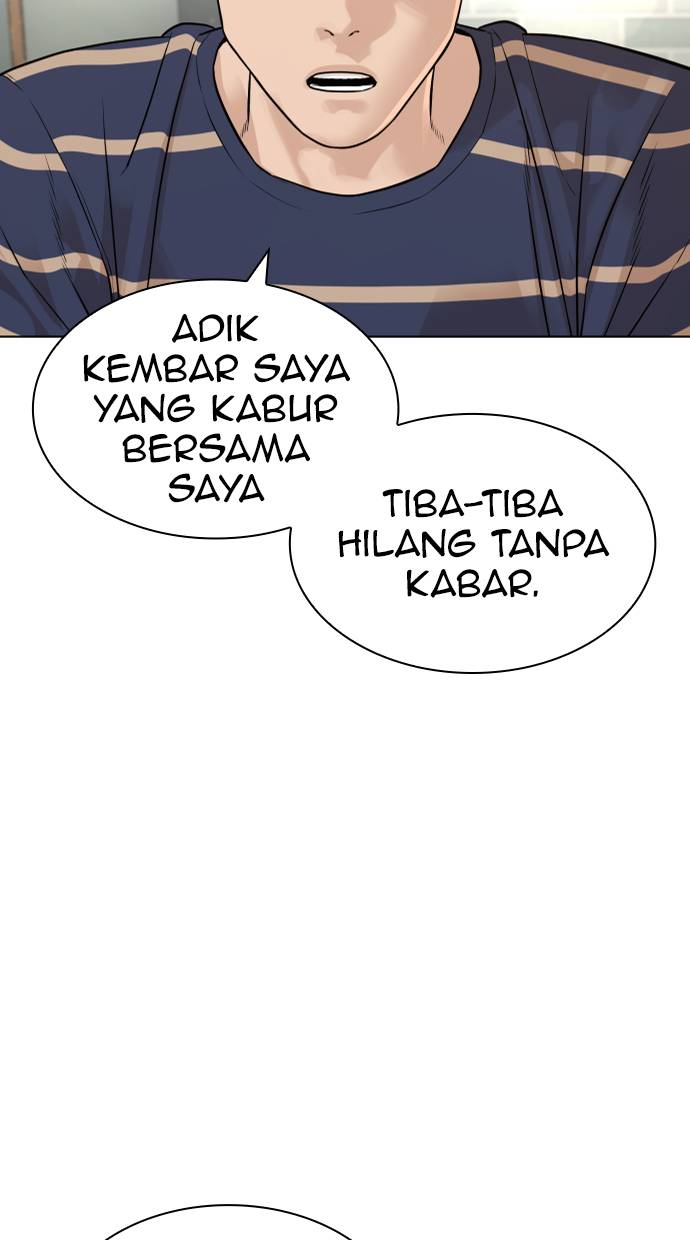 ADIK
KEMBAR SAYA
YANG KABUR
BERSAMA
SAYA
TIBA-TIBA
HILANG TANPA
KABAR.